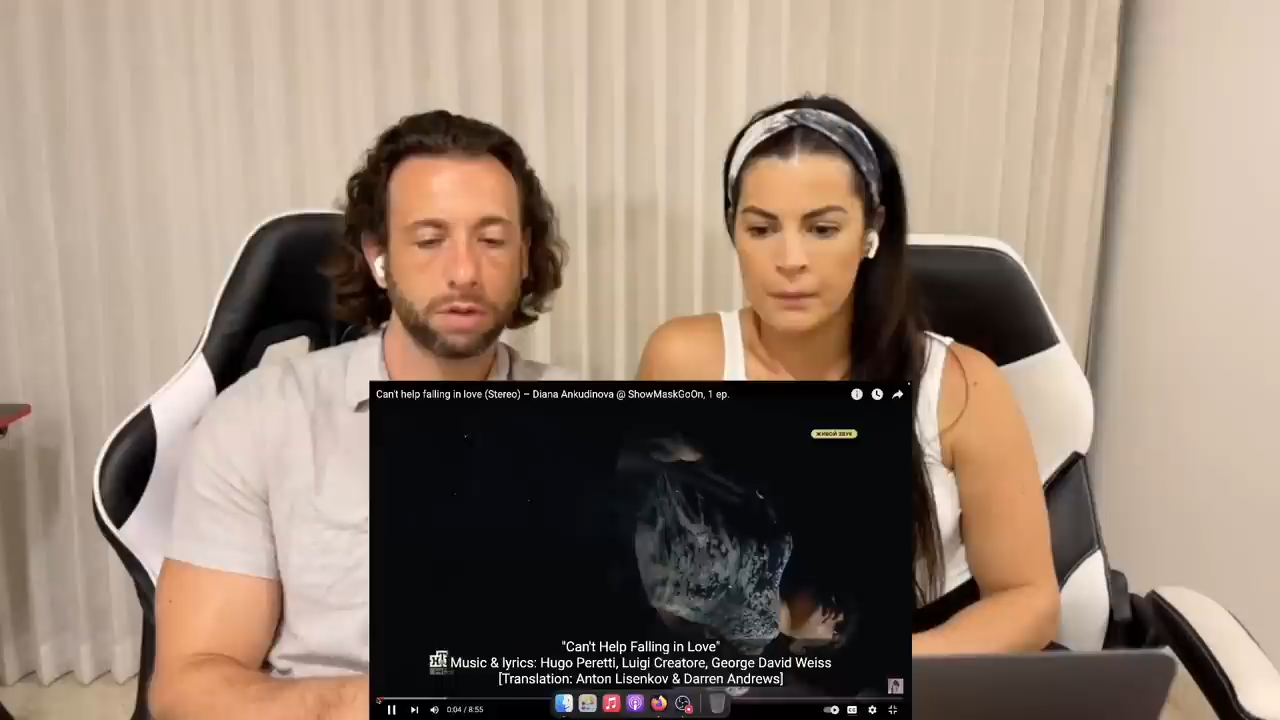 Can't help falling in love (Stereo) – Diana Ankudinova @ ShowMaskGoOn, 1 ep.
ЖИВОЙ ЗВУК
"Can't Help Falling in Love"
НТВ Music & lyrics: Hugo Peretti, Luigi Creatore, George David Weiss
[Translation: Anton Lisenkov & Darren Andrews]
0:04 / 8:55